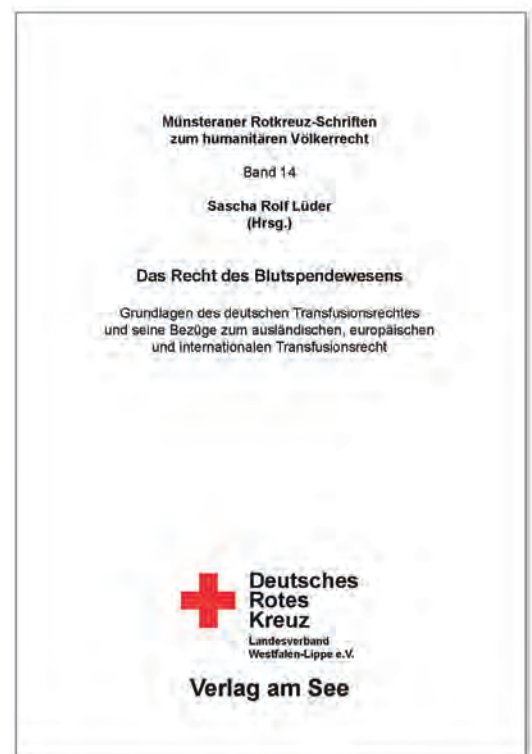 Münsteraner Rotkreuz-Schriften
zum humanitären Völkerrecht
Band 14
Sascha Rolf Lüder
(Hrsg.)
Das Recht des Blutspendewesens
Grundlagen des deutschen Transfusionsrechtes
und seine Bezüge zum ausländischen, europäischen
und internationalen Transfusionsrecht
Deutsches
Rotes
Kreuz
Landesverband
Westfalen-Lippe e.V.
Verlag am See